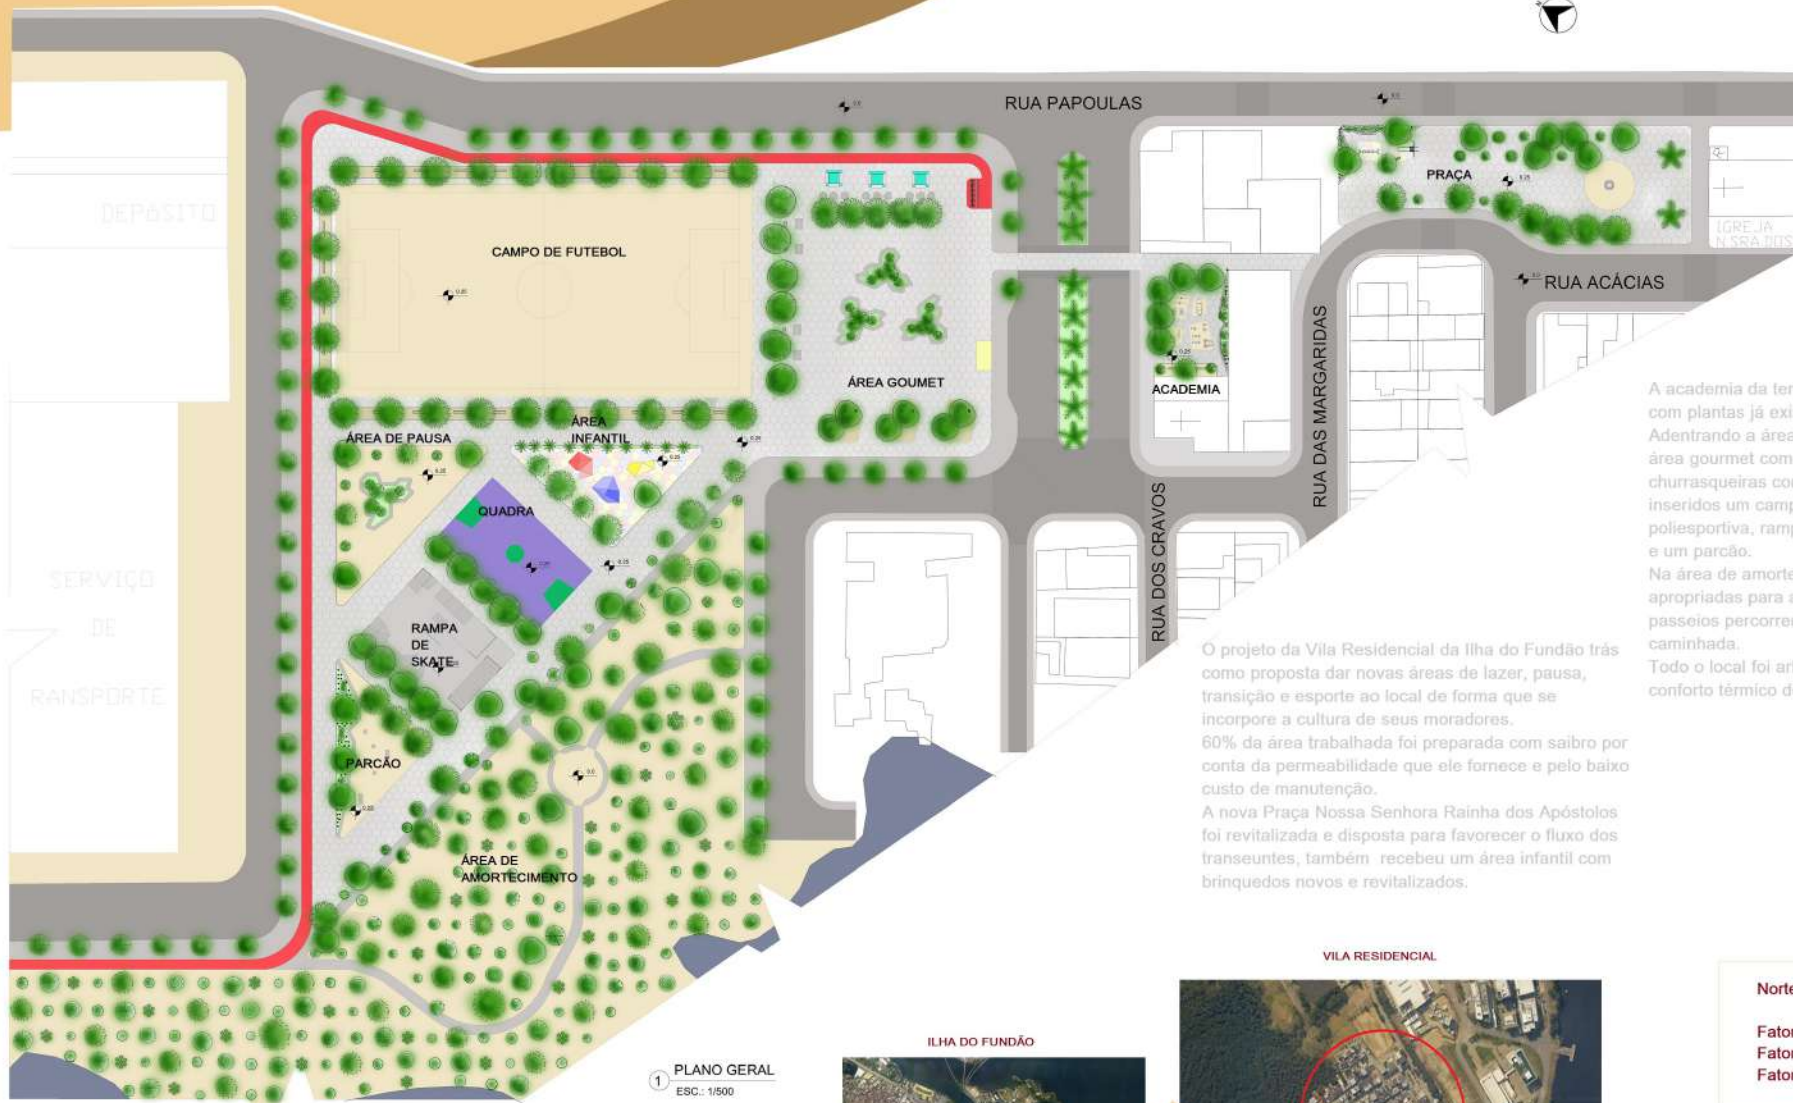 RUA PAPOULAS
DEPÓSITO
PRAÇA
CAMPO DE FUTEBOL
IGREJA
N.SRA.DOS
RUA ACÁCIAS
RUA DAS MARGARIDAS
ÁREA GOUMET
ACADEMIA
ÁREA DE PAUSA
ÁREA
INFANTIL
QUADRA
RUA DOS CRAVOS
SERVIÇO
DE
RANSPORTE
RAMPA
DE
SKATE
PARCÃO
ÁREA DE
AMORTECIMENTO
A academia da ter
com plantas já exis
Adentrando a área
área gourmet com
churrasqueiras co
inseridos um camp
poliesportiva, ramp
e um parcão.
Na área de amorte
apropriadas para a
passeios percorrer
caminhada.
Todo o local foi ar
conforto térmico d
O projeto da Vila Residencial da Ilha do Fundão trás
como proposta dar novas áreas de lazer, pausa,
transição e esporte ao local de forma que se
incorpore a cultura de seus moradores.
60% da área trabalhada foi preparada com saibro por
conta da permeabilidade que ele fornece e pelo baixo
custo de manutenção.
A nova Praça Nossa Senhora Raínha dos Apóstolos
foi revitalizada e disposta para favorecer o fluxo dos
transeuntes, também recebeu um área infantil com
brinquedos novos e revitalizados.
VILA RESIDENCIAL
ILHA DO FUNDÃO
1 PLANO GERAL
ESC.: 1/500
Norte
Fator
Fator
Fator